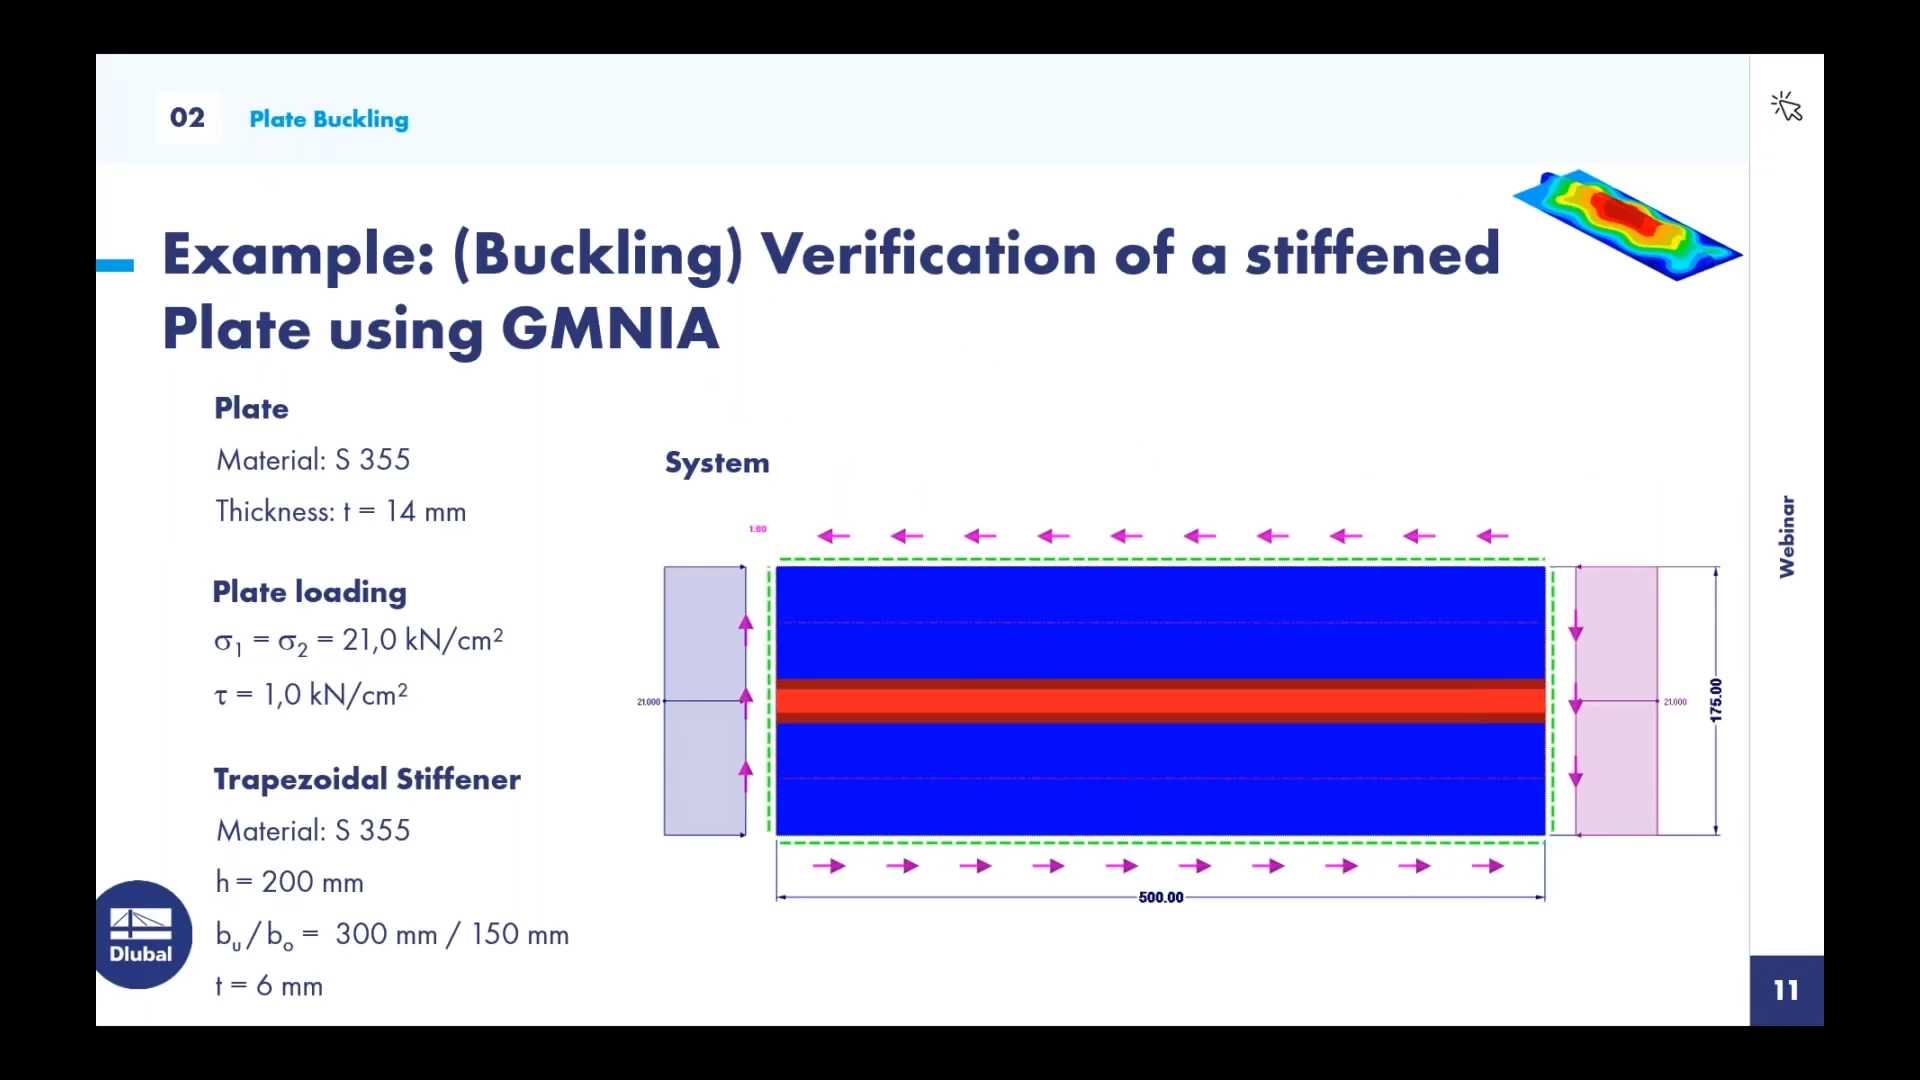 02 Plate Buckling
Example: (Buckling) Verification of a stiffened
Plate using GMNIA
Plate
Material: S 355
Thickness: t = 14 mm
Plate loading
σ1 = σ2 = 21,0 kN/cm²
τ = 1,0 kN/cm²
Trapezoidal Stiffener
Material: S 355
h = 200 mm
bu/bo = 300 mm / 150 mm
t = 6 mm
System
1.00
21.000
21.000
175.00
500.00
Dlubal
Webinar
11